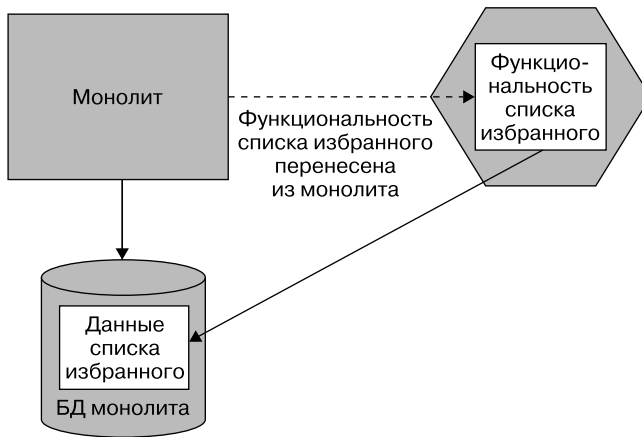 Монолит
Функцио-
нальность
списка
избранного
Функциональность
списка избранного
перенесена
из монолита
Данные
списка
избранного
БД монолита